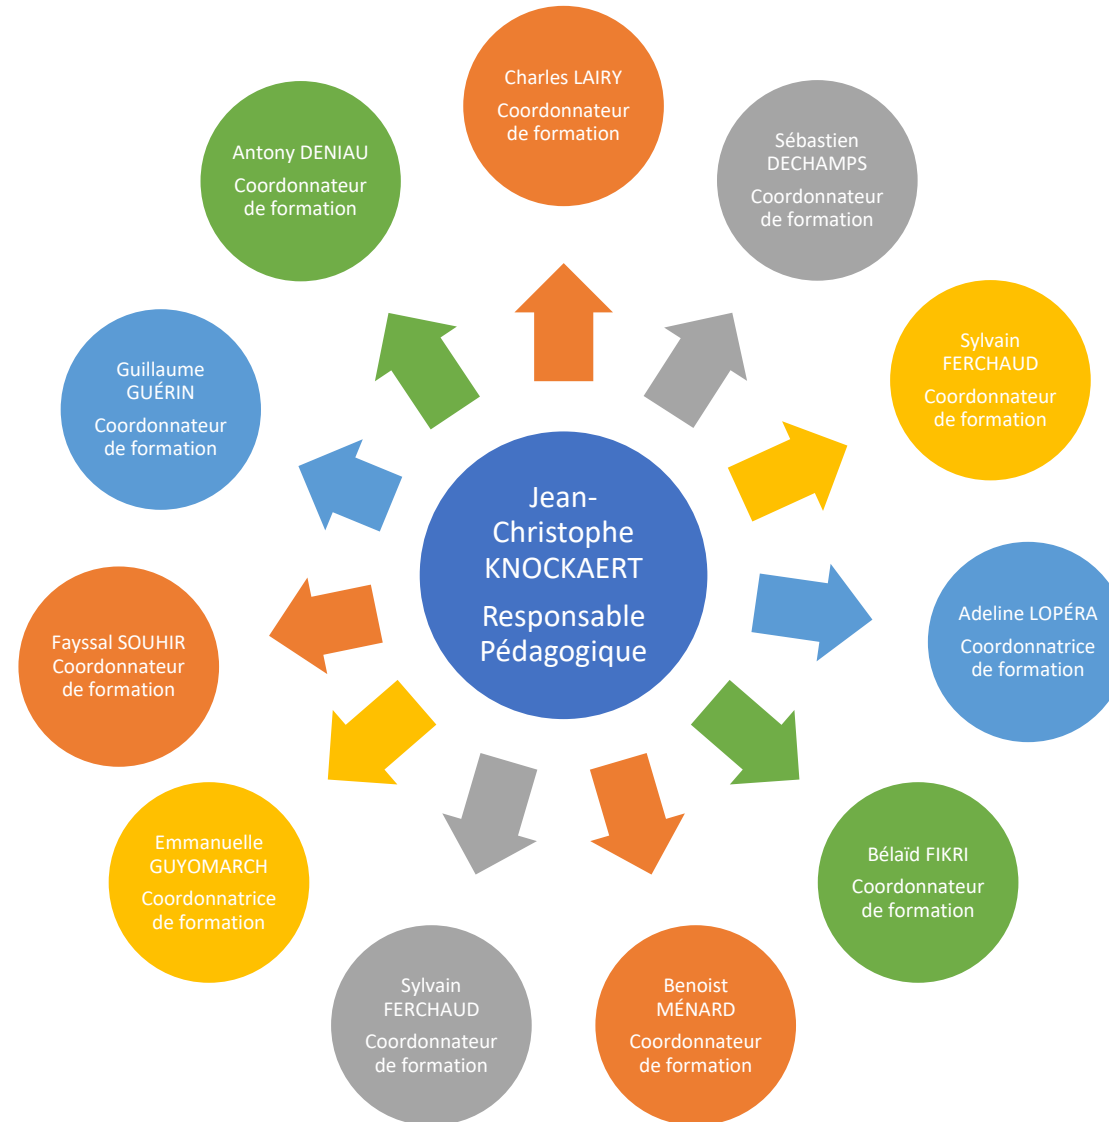 Charles LAIRY
Coordonnateur
de formation
Sébastien
DECHAMPS
Coordonnateur
de formation
Sylvain
FERCHAUD
Coordonnateur
de formation
Adeline LOPÉRA
Coordonnatrice
de formation
Bélaïd FIKRI
Coordonnateur
de formation
Benoist
MÉNARD
Coordonnateur
de formation
Sylvain
FERCHAUD
Coordonnateur
de formation
Emmanuelle
GUYOMARCH
Coordonnatrice
de formation
Fayssal SOUHIR
Coordonnateur
de formation
Guillaume
GUÉRIN
Coordonnateur
de formation
Antony DENIAU
Coordonnateur
de formation
Jean-
Christophe
KNOCKAERT
Responsable
Pédagogique